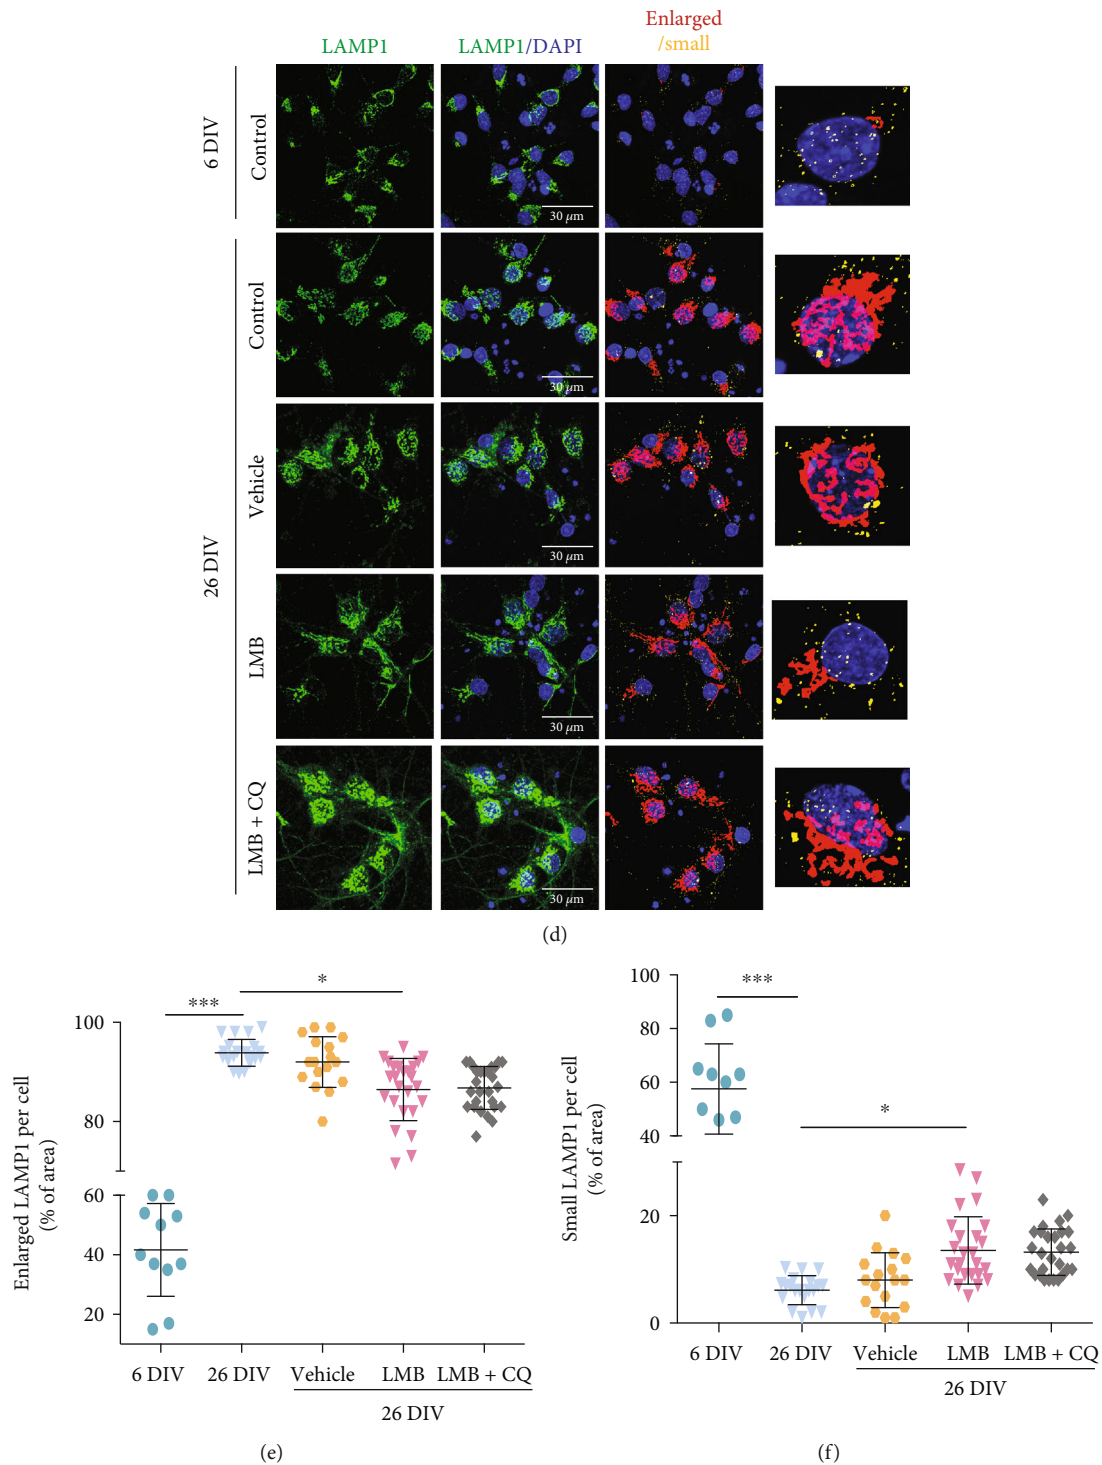 LAMP1
LAMP1/DAPI
Enlarged
/small
6 DIV
Control
30 µm
26 DIV
Control
30 µm
Vehicle
30 µm
LMB
30 µm
LMB + CQ
30 µm
(d)
Enlarged LAMP1 per cell
(% of area)
100
80
60
40
20
***
*
6 DIV
26 DIV
Vehicle
LMB
LMB + CQ
26 DIV
(e)
Small LAMP1 per cell
(% of area)
100
80
60
40
20
0
***
*
6 DIV
26 DIV
Vehicle
LMB
LMB + CQ
26 DIV
(f)